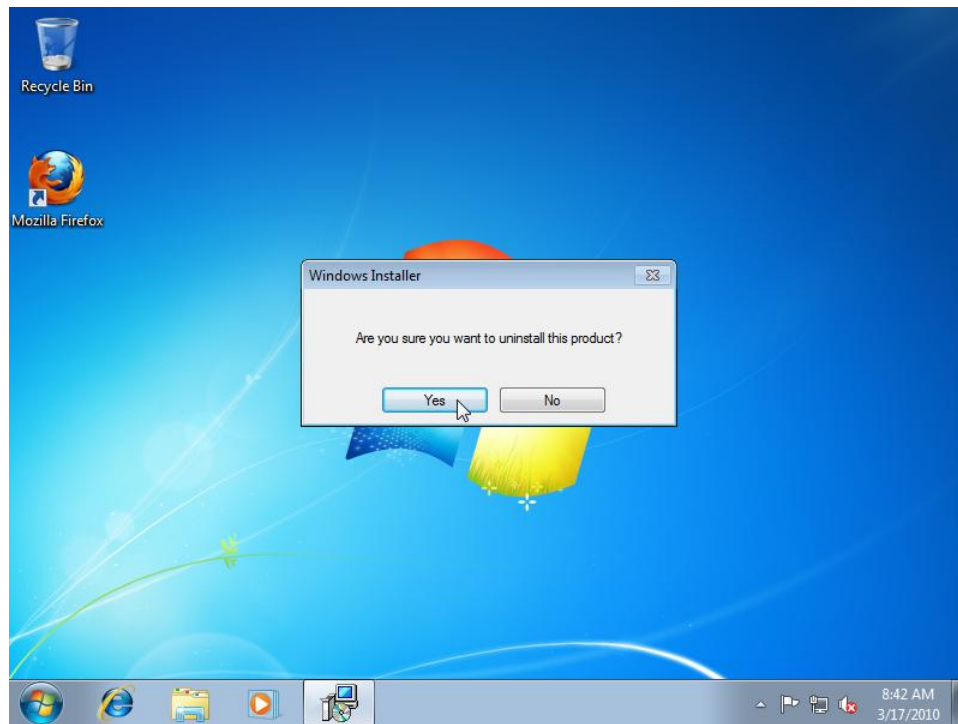 Recycle Bin
Mozilla Firefox
Windows Installer
Are you sure you want to uninstall this product?
Yes
No
8:42 AM
3/17/2010